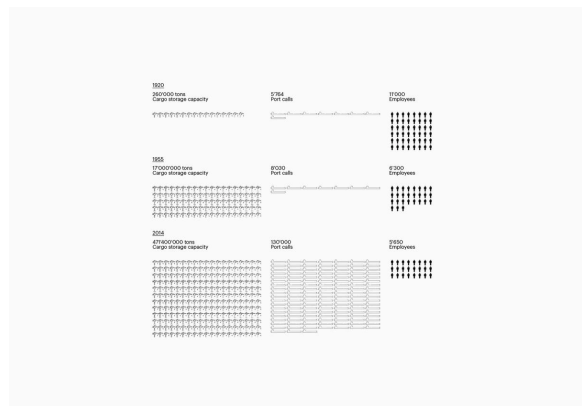 1920
260'000 tons
Cargo storage capacity
5'764
Port calls
11'000
Employees
1955
17'000'000 tons
Cargo storage capacity
8'030
Port calls
6'300
Employees
2014
477'400'000 tons
Cargo storage capacity
130'000
Port calls
3'650
Employees